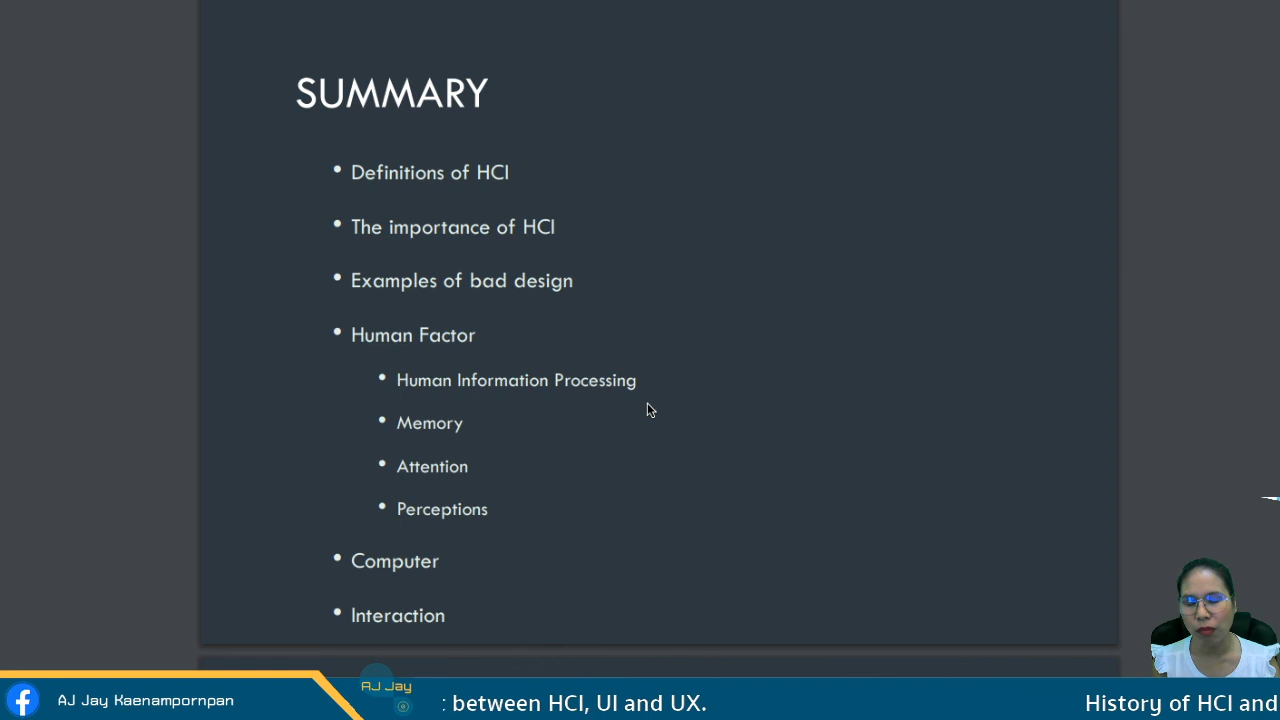 SUMMARY
• Definitions of HCI
• The importance of HCI
• Examples of bad design
• Human Factor
• Human Information Processing
• Memory
• Attention
• Perceptions
• Computer
• Interaction
AJ Jay Kaenampornpan
AJ Jay
: between HCI, UI and UX.
History of HCI and